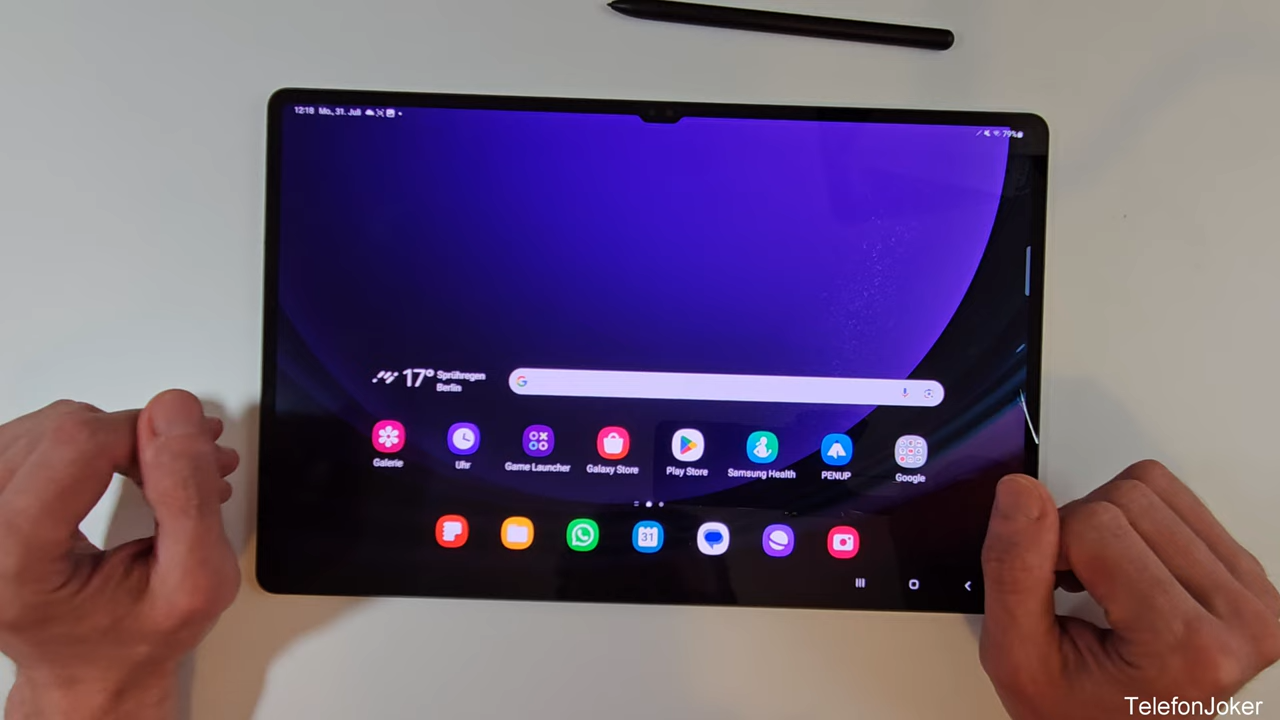 12:18 Mo., 31. Juli
79%
17° Sprühregen
Berlin
Galerie Uhr Game Launcher Galaxy Store Play Store Samsung Health PENUP Google
31
TelefonJoker